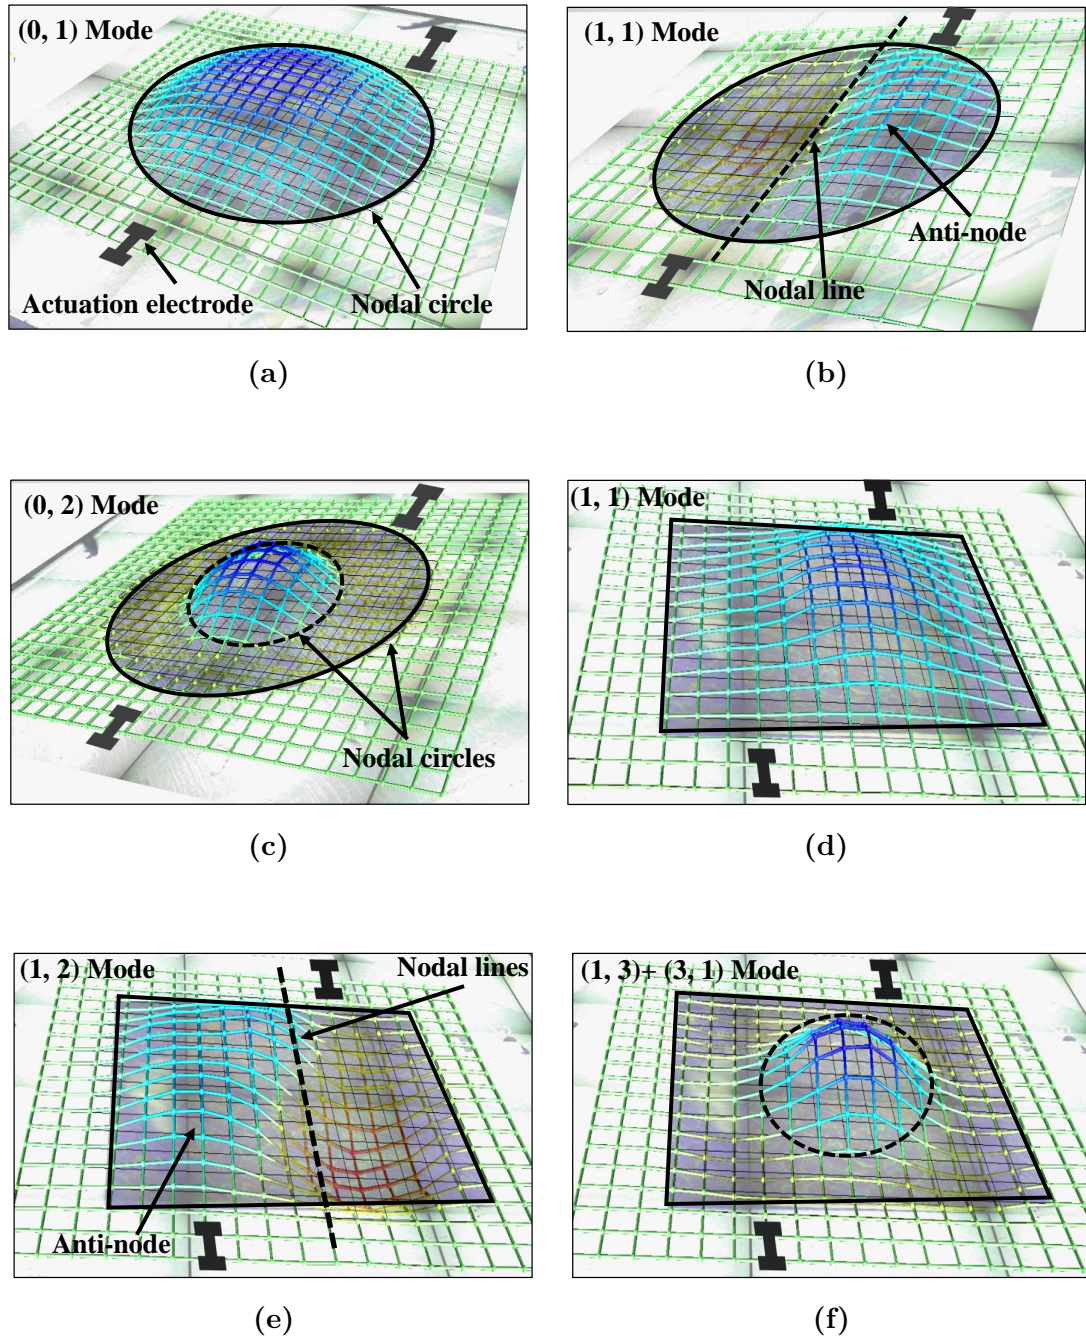 (0, 1) Mode
Actuation electrode
Nodal circle
(a)
(1, 1) Mode
Anti-node
Nodal line
(b)
(0, 2) Mode
Nodal circles
(c)
(1, 1) Mode
(d)
(1, 2) Mode
Nodal lines
Anti-node
(e)
(1, 3)+ (3, 1) Mode
(f)